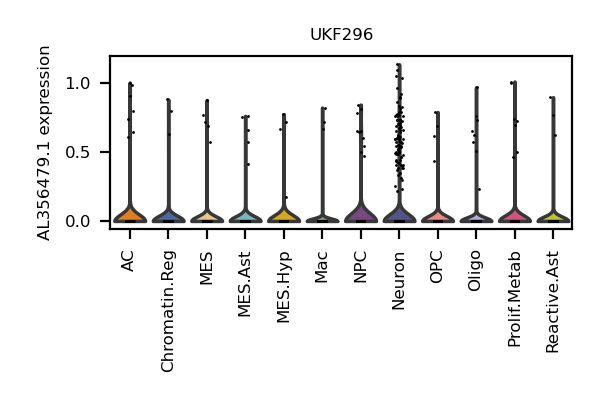 UKF296
AL356479.1 expression
1.0
0.5
0.0
AC
Chromatin.Reg
MES
MES.Ast
MES.Hyp
Mac
NPC
Neuron
OPC
Oligo
Prolif.Metab
Reactive.Ast